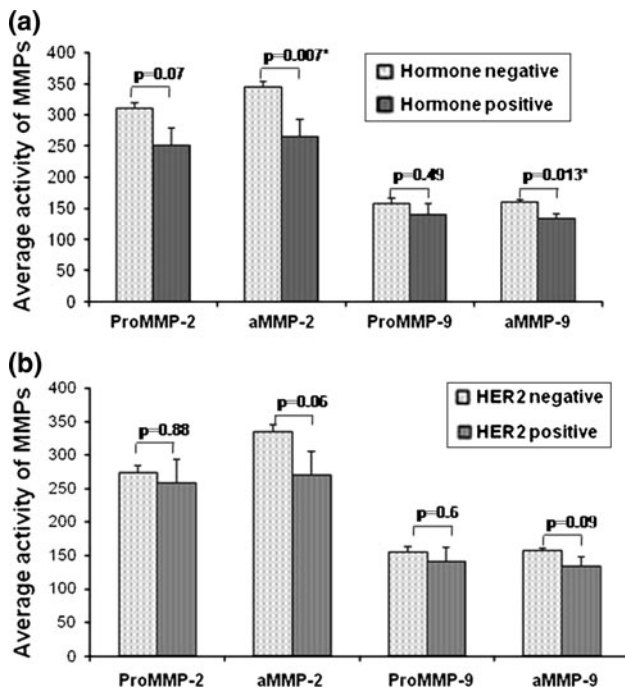 (a)
Average activity of MMPs
400
350
300
250
200
150
100
50
0
p=0.07
p=0.007*
p=0.49
p=0.013*
Hormone negative
Hormone positive
ProMMP-2 aMMP-2 ProMMP-9 aMMP-9
(b)
Average activity of MMPs
400
350
300
250
200
150
100
50
0
p=0.88
p=0.06
p=0.6
p=0.09
HER2 negative
HER2 positive
ProMMP-2 aMMP-2 ProMMP-9 aMMP-9